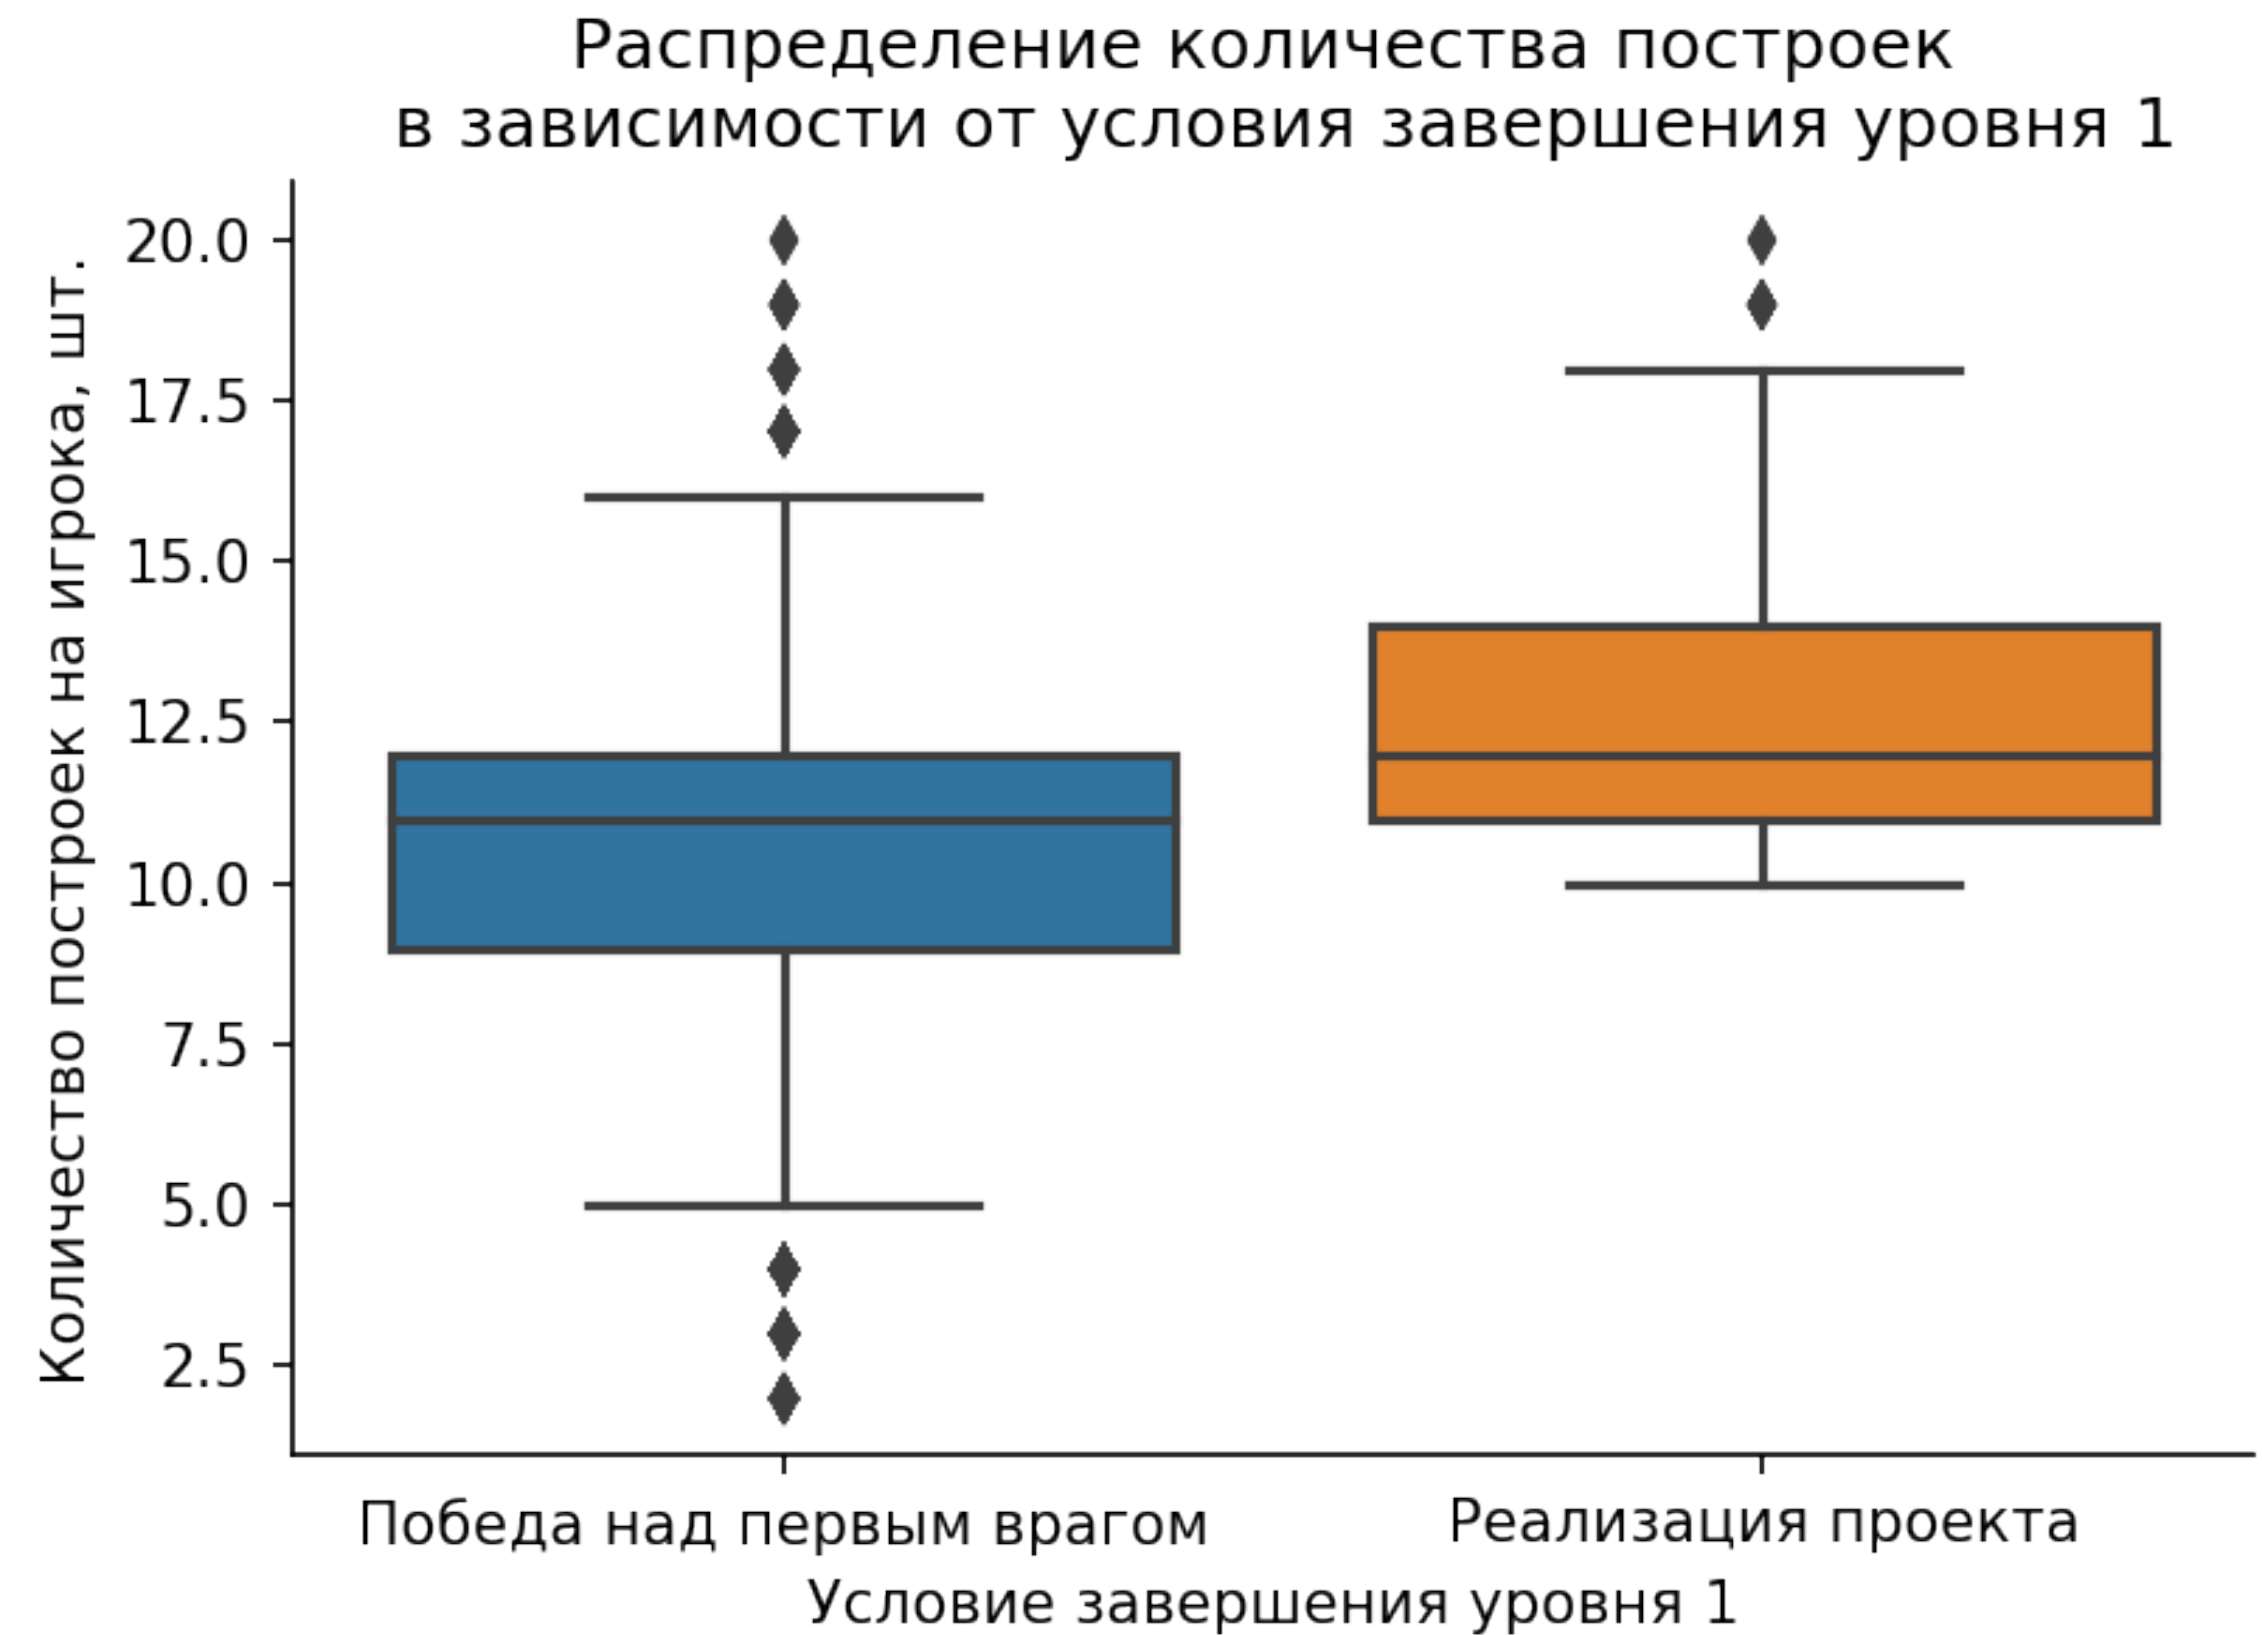 Распределение количества построек
в зависимости от условия завершения уровня 1
Количество построек на игрока, шт.
20.0
17.5
15.0
12.5
10.0
7.5
5.0
2.5
Победа над первым врагом
Реализация проекта
Условие завершения уровня 1